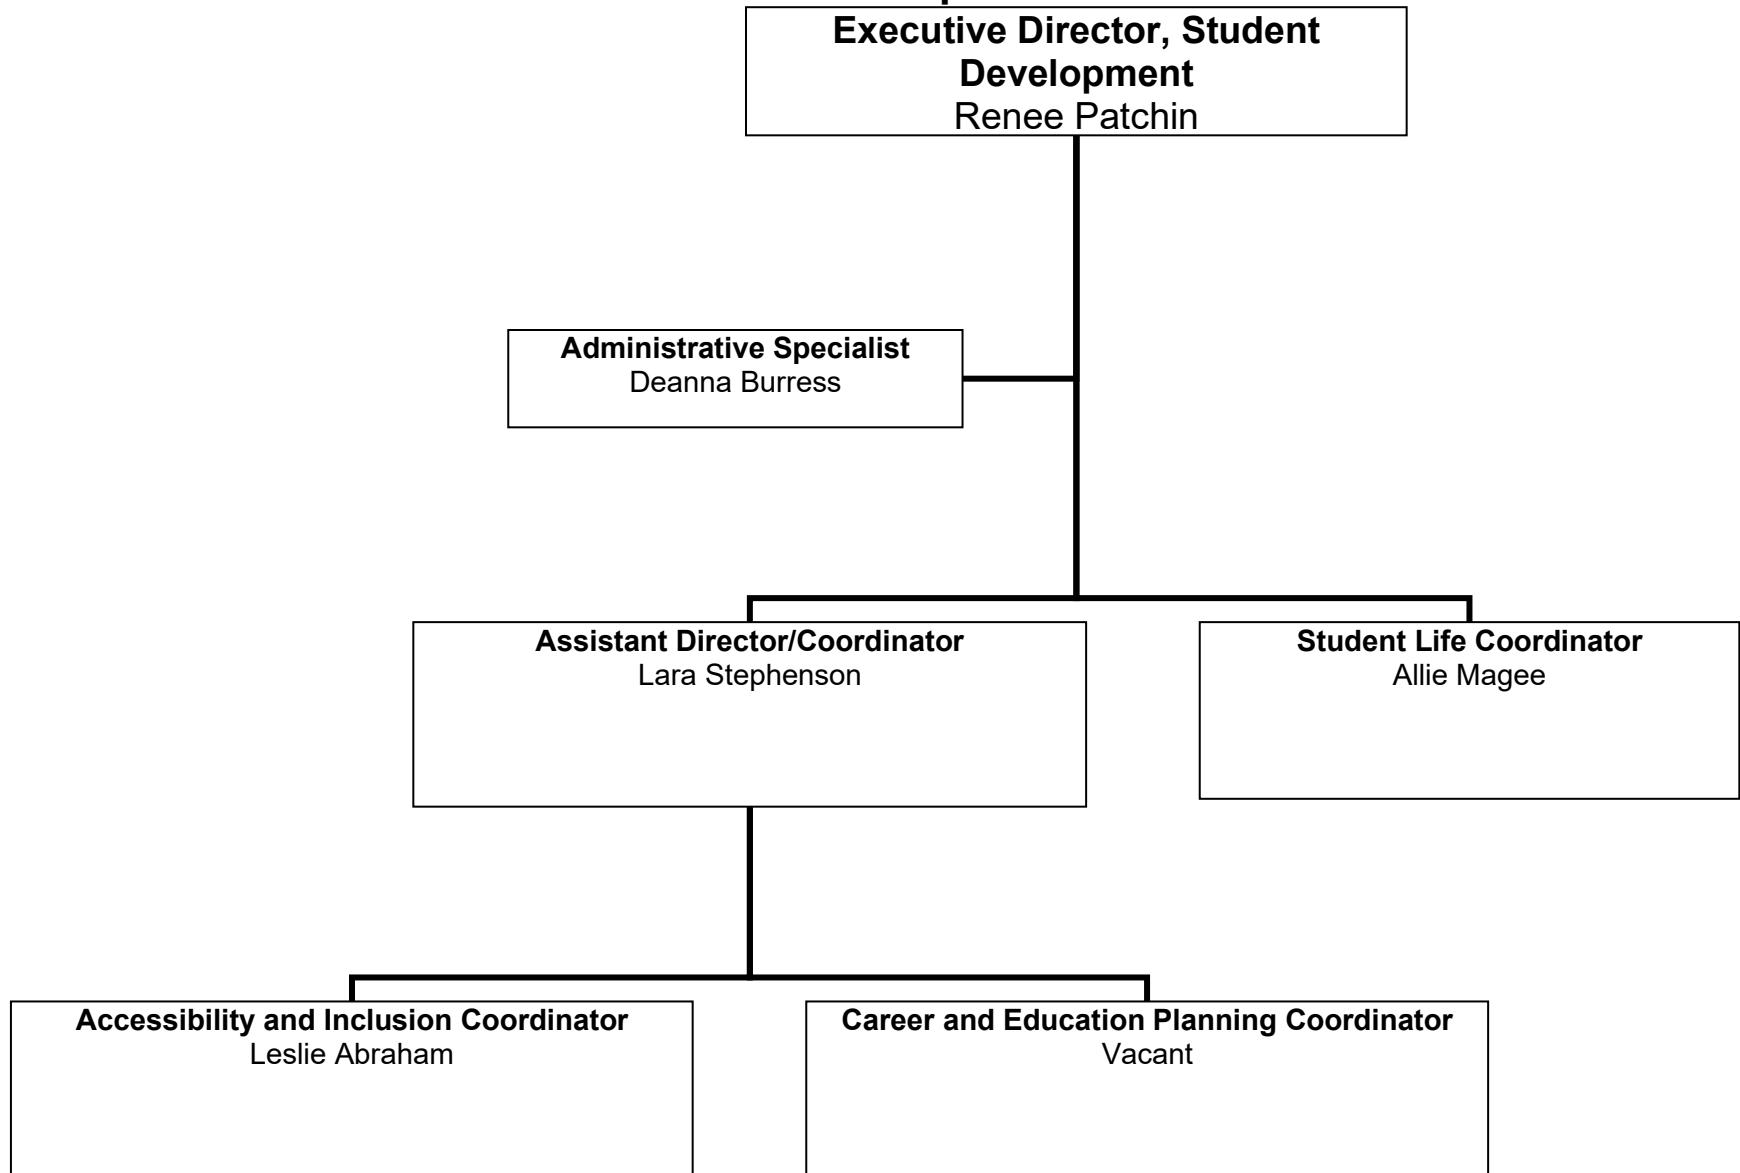 Executive Director, Student
Development
Renee Patchin
Administrative Specialist
Deanna Burress
Assistant Director/Coordinator
Lara Stephenson
Student Life Coordinator
Allie Magee
Accessibility and Inclusion Coordinator
Leslie Abraham
Career and Education Planning Coordinator
Vacant